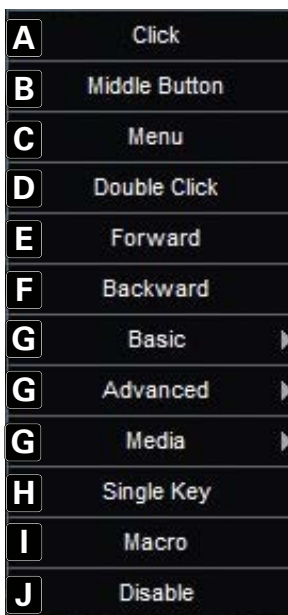 A Click
B Middle Button
C Menu
D Double Click
E Forward
F Backward
G Basic
G Advanced
G Media
H Single Key
I Macro
J Disable